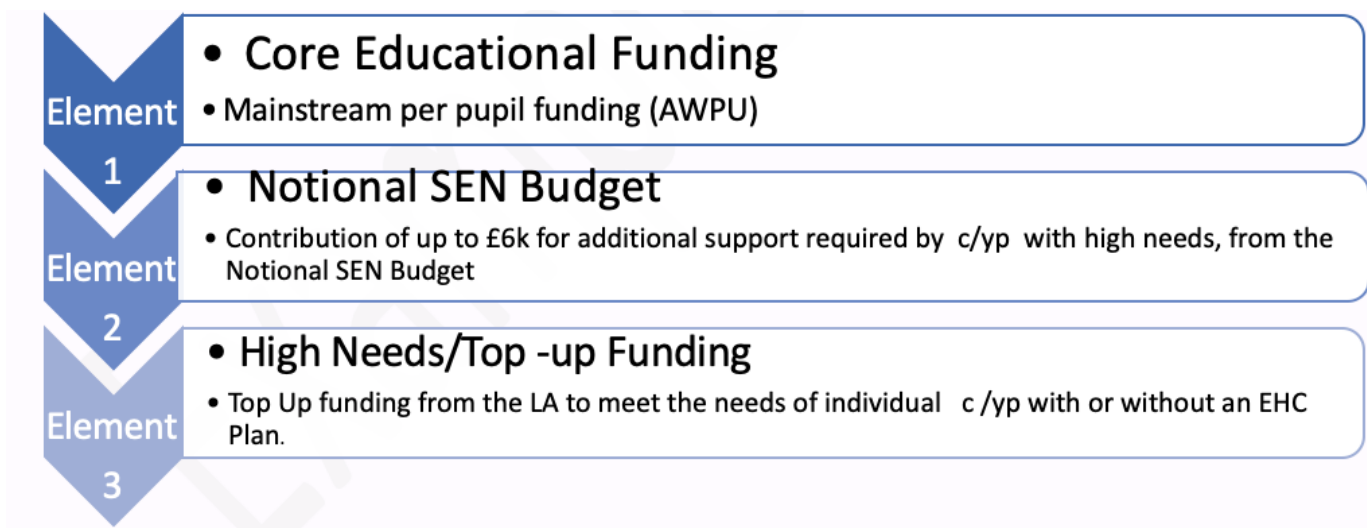 Element
1
• Core Educational Funding
• Mainstream per pupil funding (AWPU)
Element
2
• Notional SEN Budget
• Contribution of up to £6k for additional support required by c/yp with high needs, from the
Notional SEN Budget
Element
3
• High Needs/Top -up Funding
• Top Up funding from the LA to meet the needs of individual c /yp with or without an EHC
Plan.